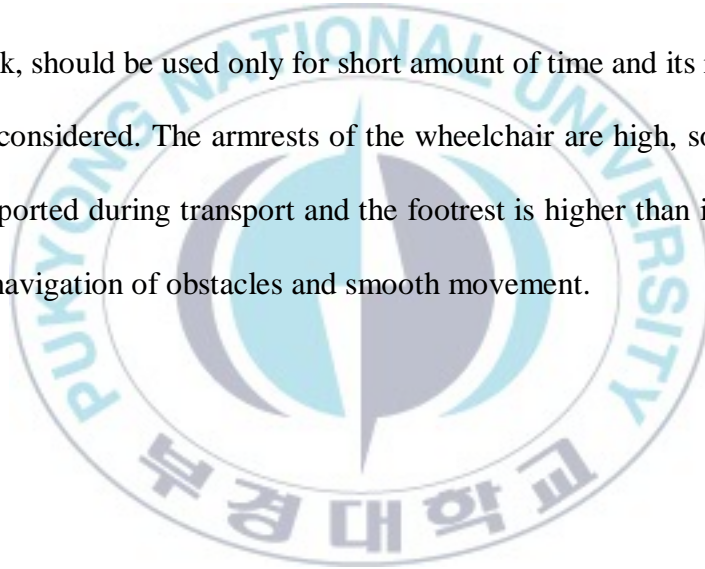 k, should be used only for short amount of time and its
considered. The armrests of the wheelchair are high, so
ported during transport and the footrest is higher than
navigation of obstacles and smooth movement.
PUKYONG NATIONAL UNIVERSITY
부경대학교